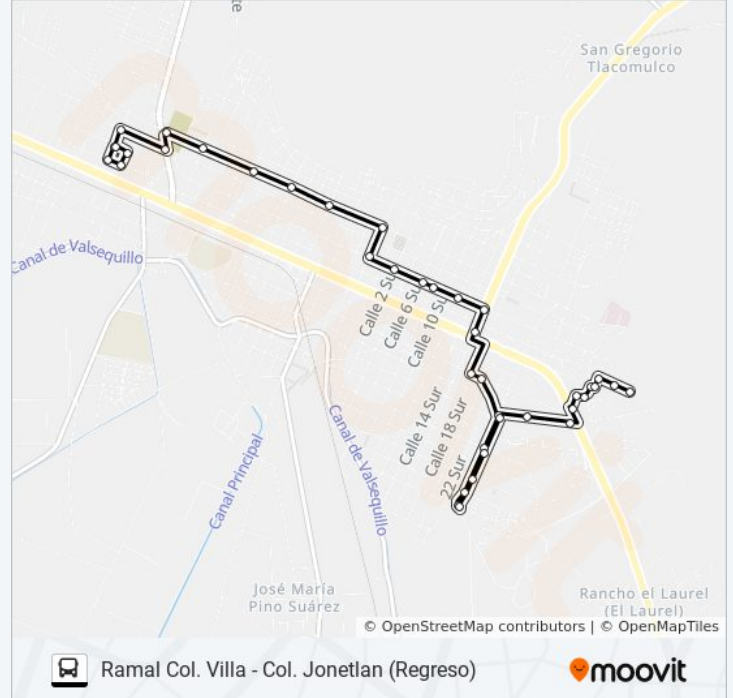 te
San Gregorio
Tlacomulco
Canal de Valsequillo
Calle 2 Sur
Calle 6 Sur
Calle 10 Sur
Calle 14 Sur
Calle 18 Sur
22 Sur
Canal de Valsequillo
Canal Principal
José María
Pino Suárez
Rancho el Laurel
(El Laurel)
© OpenStreetMap contributors | © OpenMapTiles
Ramal Col. Villa - Col. Jonetlan (Regreso)
moovit